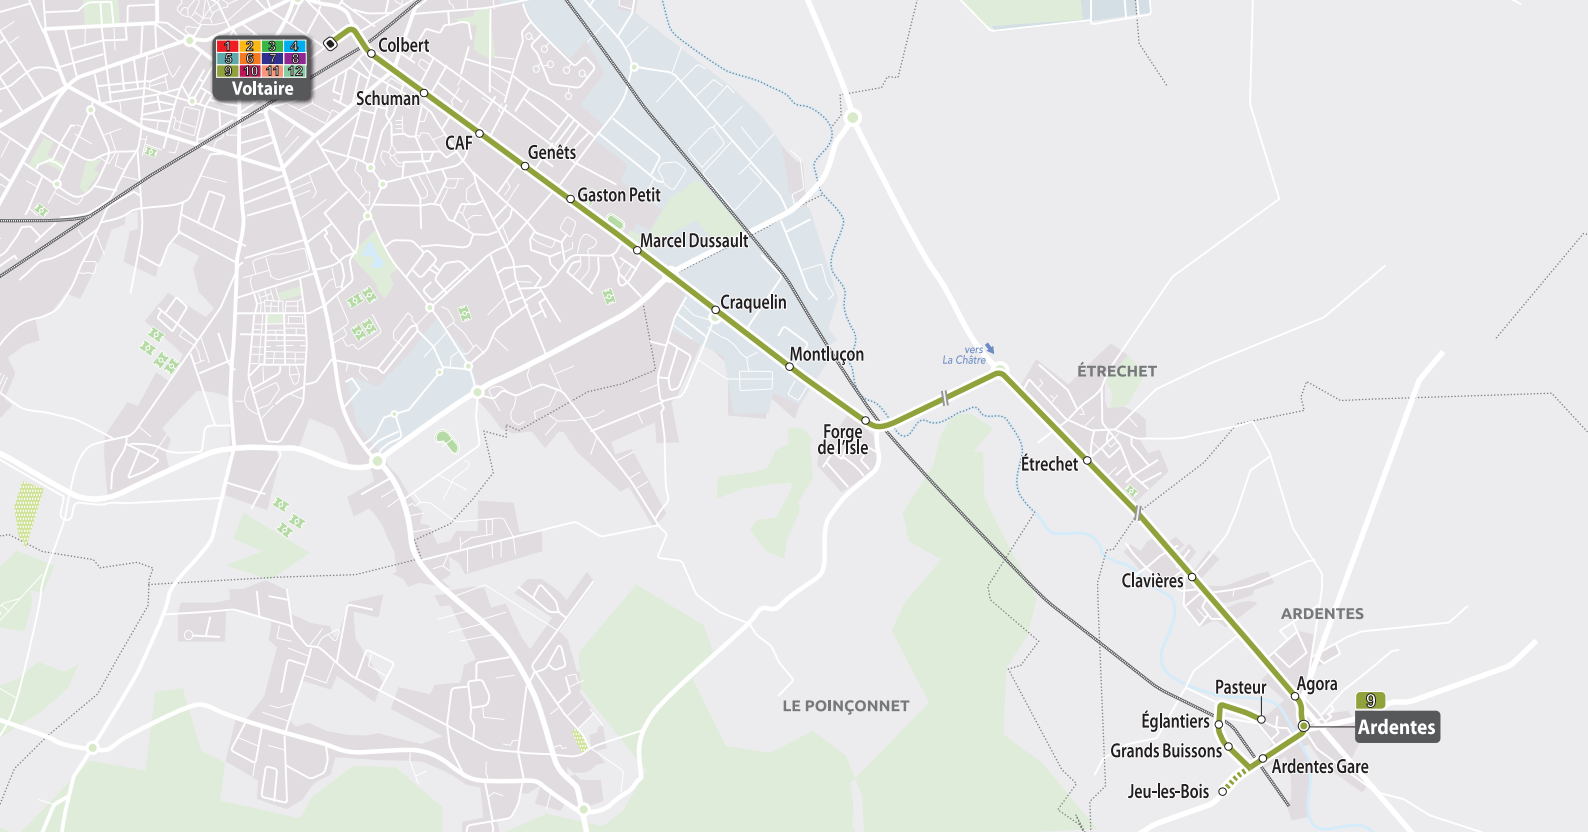 1 2 3 4
5 6 7 8
9 10 11 12
Voltaire
Colbert
Schuman
CAF
Genêts
Gaston Petit
Marcel Dussault
Craquelin
Montluçon
Forge
de l'Isle
vers
La Châtre
ÉTRECHET
Étrechet
Clavières
ARDENTES
LE POINÇONNET
Agora
Pasteur
9
Ardentes
Églantiers
Grands Buissons
Ardentes Gare
Jeu-les-Bois